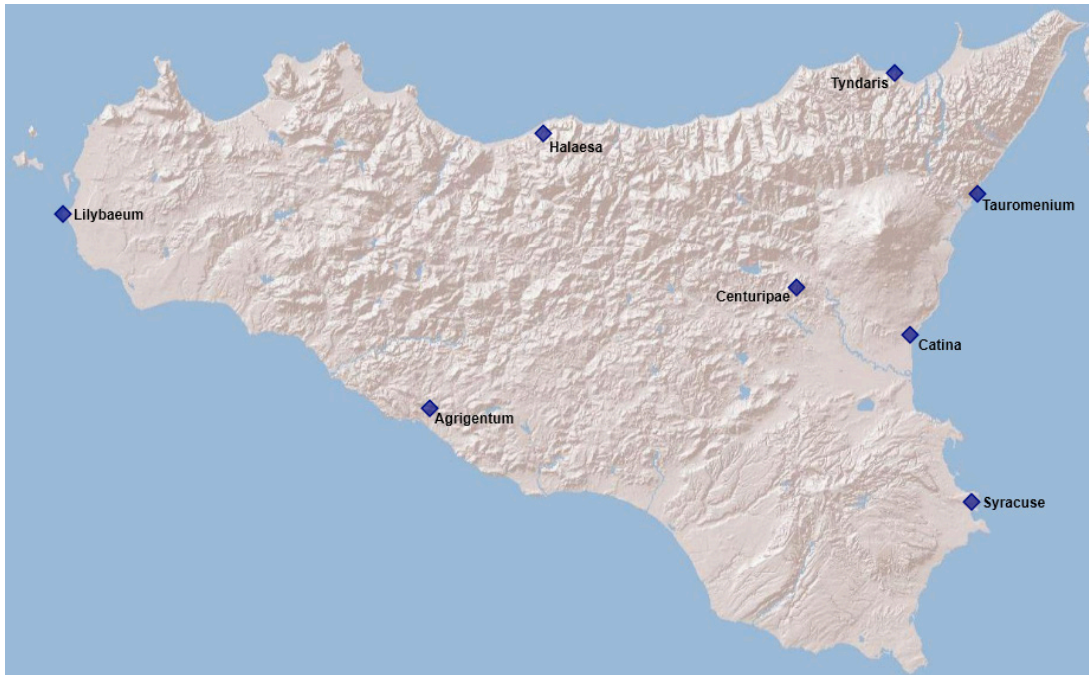 Tyndaris
Halaesa
Tauromenium
Lilybaeum
Centuripae
Catina
Agrigentum
Syracuse